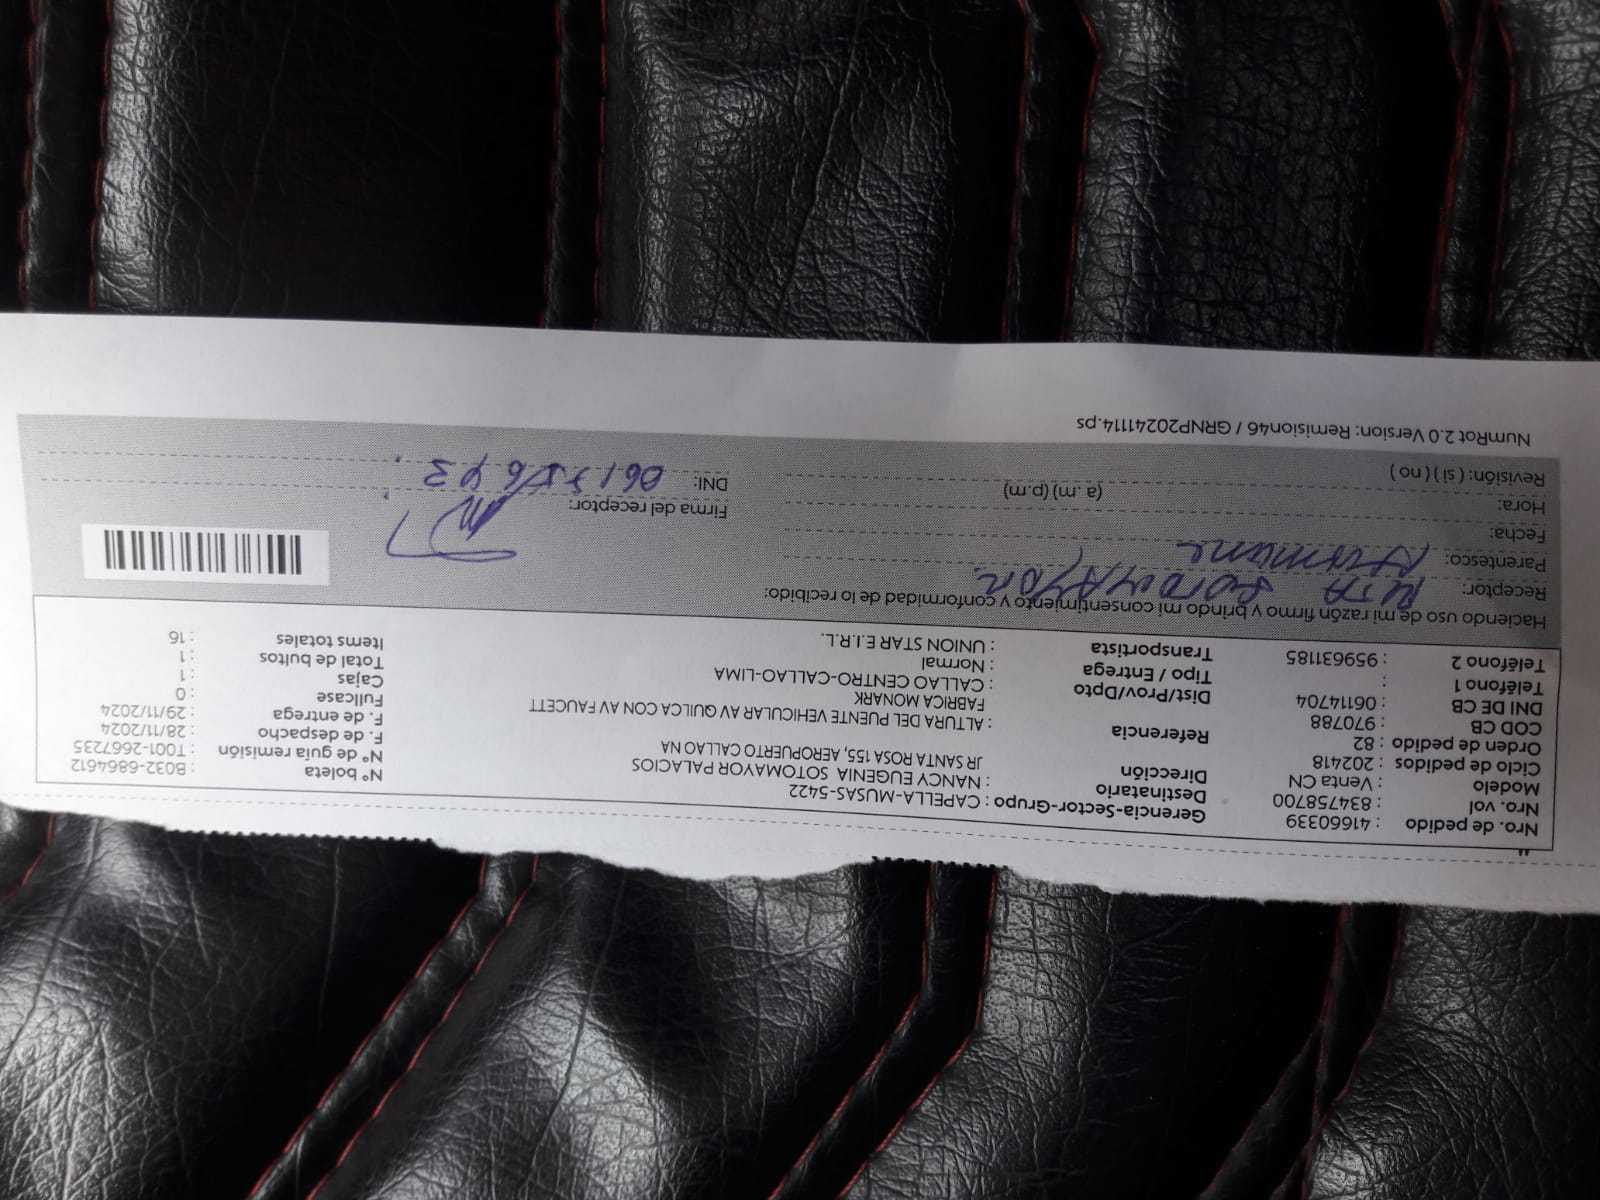 Nro. de pedido : 41660339
Nro. vol : 834758700
Modelo : Venta CN
Ciclo de pedidos : 202418
Orden de pedido : 82
COD CB : 970788
DNI DE CB : 06114704
Teléfono 1 :
Teléfono 2 : 959631185
Gerencia-Sector-Grupo : CAPELLA-MUSAS-5422
Destinatario : NANCY EUGENIA SOTOMAYOR PALACIOS
Dirección JR SANTA ROSA 155, AEROPUERTO CALLAO NA
Referencia : ALTURA DEL PUENTE VEHICULAR AV QUILCA CON AV FAUCETT
FABRICA MONARK
Dist/Prov/Dpto : CALLAO CENTRO-CALLAO-LIMA
Tipo / Entrega : Normal
Transportista : UNION STAR E.I.R.L.
Nº boleta : B032-6864612
Nº de guía remisión : T001-2667235
F. de despacho : 28/11/2024
F. de entrega : 29/11/2024
Fullcase : 0
Cajas : 1
Total de bultos : 1
Items totales : 16
Haciendo uso de mi razón firmo y brindo mi consentimiento y conformidad de lo recibido:
Receptor: RITA SOTOMAYOR
Parentesco: Hermana
Fecha:
Hora: (a.m) (p.m)
Revisión: ( sí ) ( no )
Firma del receptor:
DNI:
NumRot 2.0 Version: Remision46 / GRNP20241114.ps